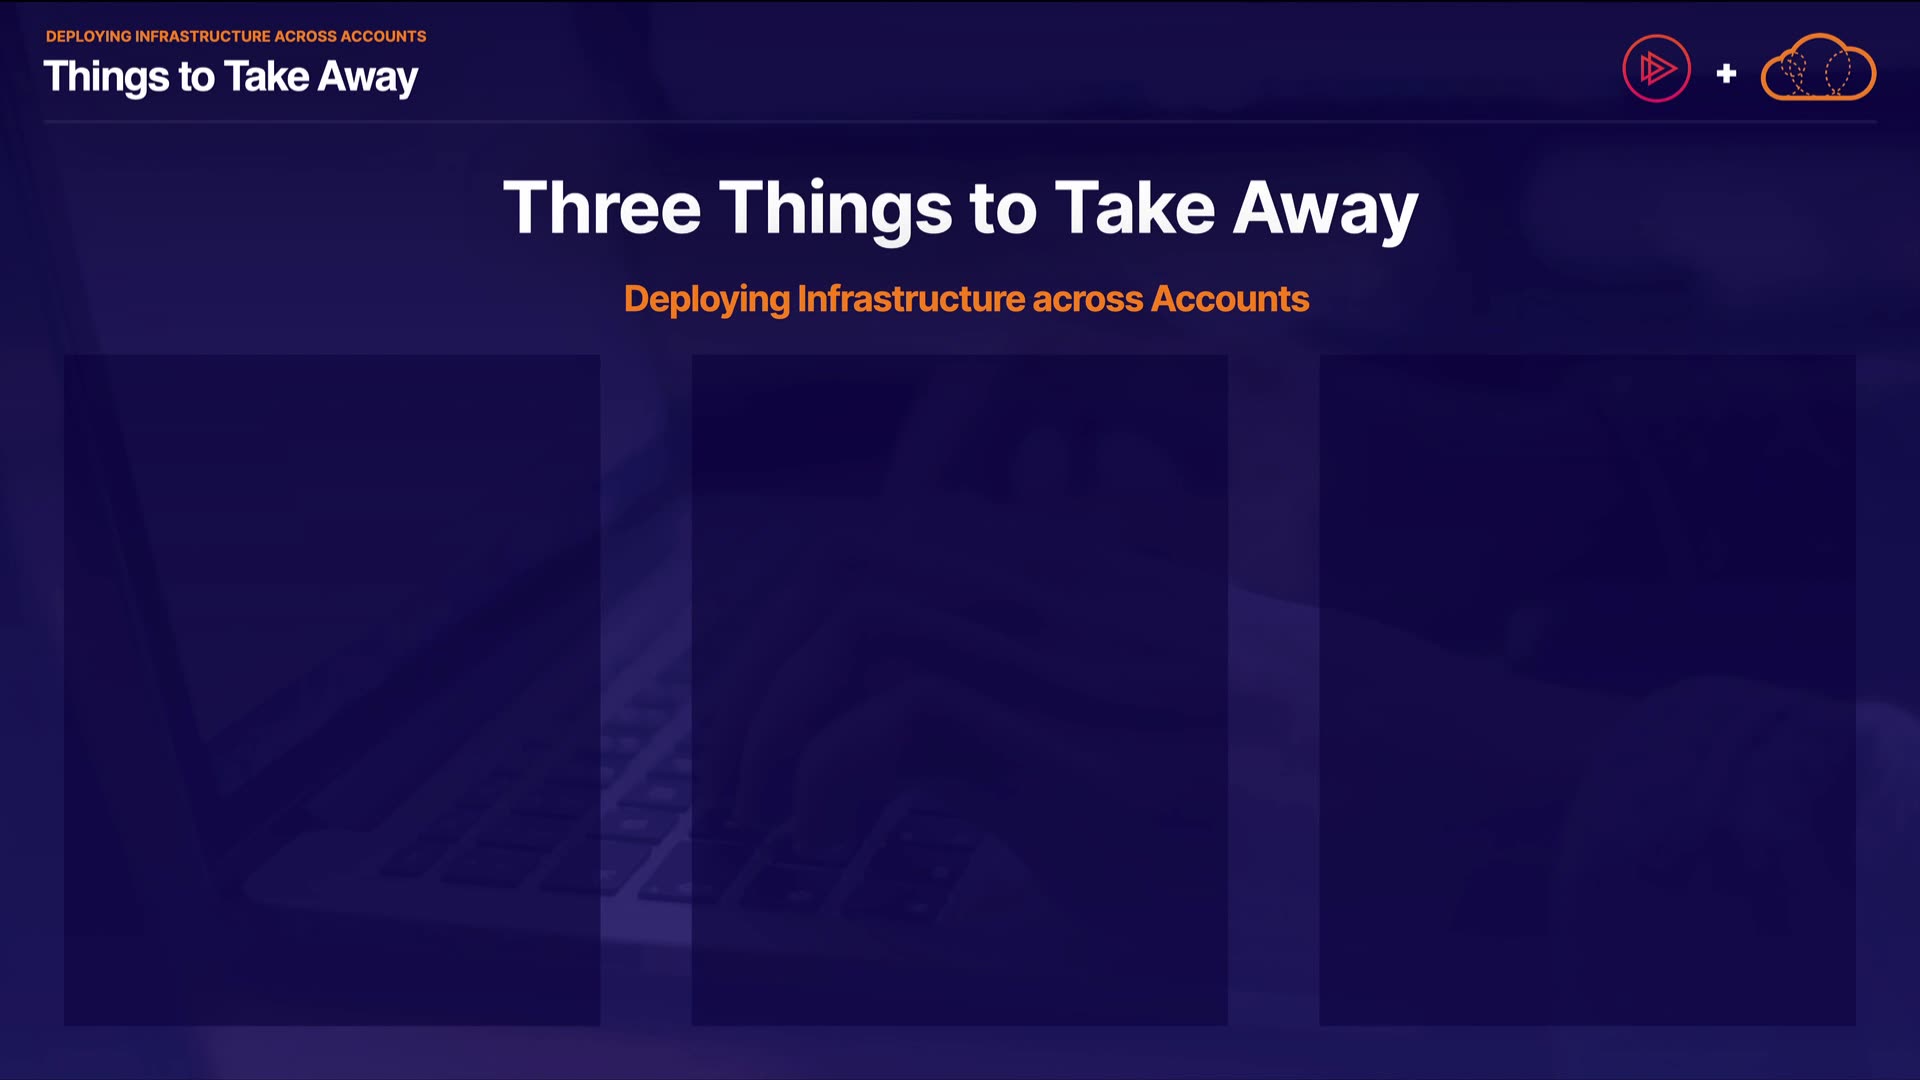 DEPLOYING INFRASTRUCTURE ACROSS ACCOUNTS
Things to Take Away
Three Things to Take Away
Deploying Infrastructure across Accounts